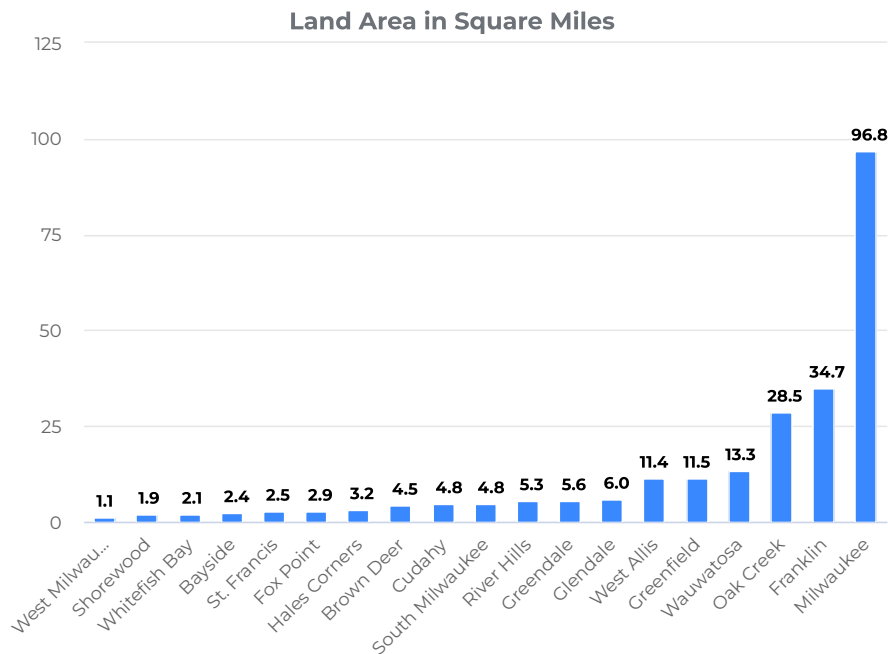 Land Area in Square Miles
125
100
75
50
25
0
1.1
1.9
2.1
2.4
2.5
2.9
3.2
4.5
4.8
4.8
5.3
5.6
6.0
11.4
11.5
13.3
28.5
34.7
96.8
West Milwau...
Shorewood
Whitefish Bay
Bayside
St. Francis
Fox Point
Hales Corners
Brown Deer
Cudahy
South Milwaukee
River Hills
Greendale
Glendale
West Allis
Greenfield
Wauwatosa
Oak Creek
Franklin
Milwaukee